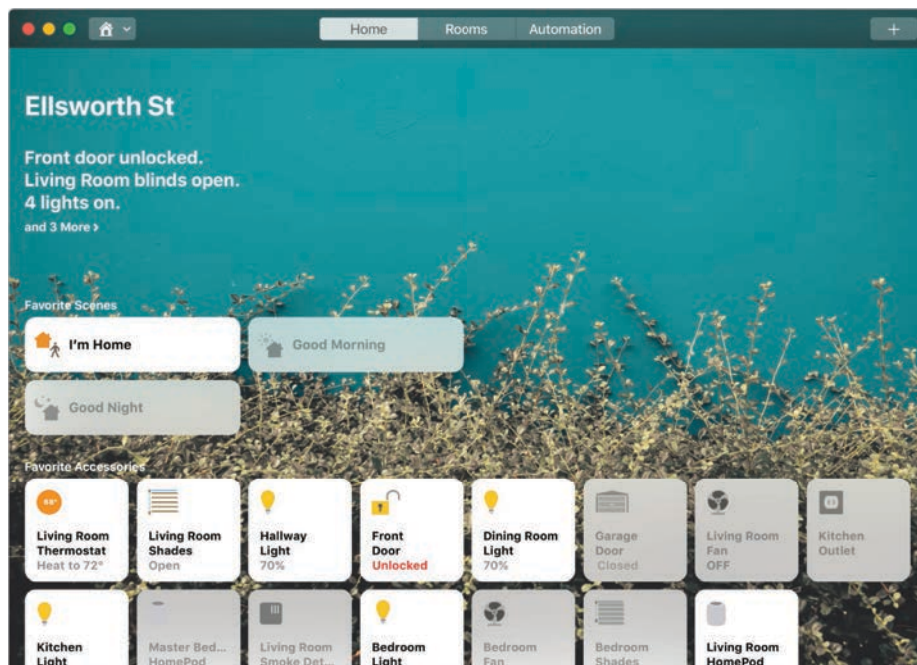 Home Rooms Automation
Ellsworth St
Front door unlocked.
Living Room blinds open.
4 lights on.
and 3 More >
Favorite Scenes
I'm Home
Good Morning
Good Night
Favorite Accessories
68°
Living Room
Thermostat
Heat to 72°
Living Room
Shades
Open
Hallway
Light
70%
Front
Door
Unlocked
Dining Room
Light
70%
Garage
Door
Closed
Living Room
Fan
OFF
Kitchen
Outlet
Kitchen
Light
Master Bed...
HomePod
Living Room
Smoke Det...
Bedroom
Light
Bedroom
Fan
Bedroom
Shades
Living Room
HomePod